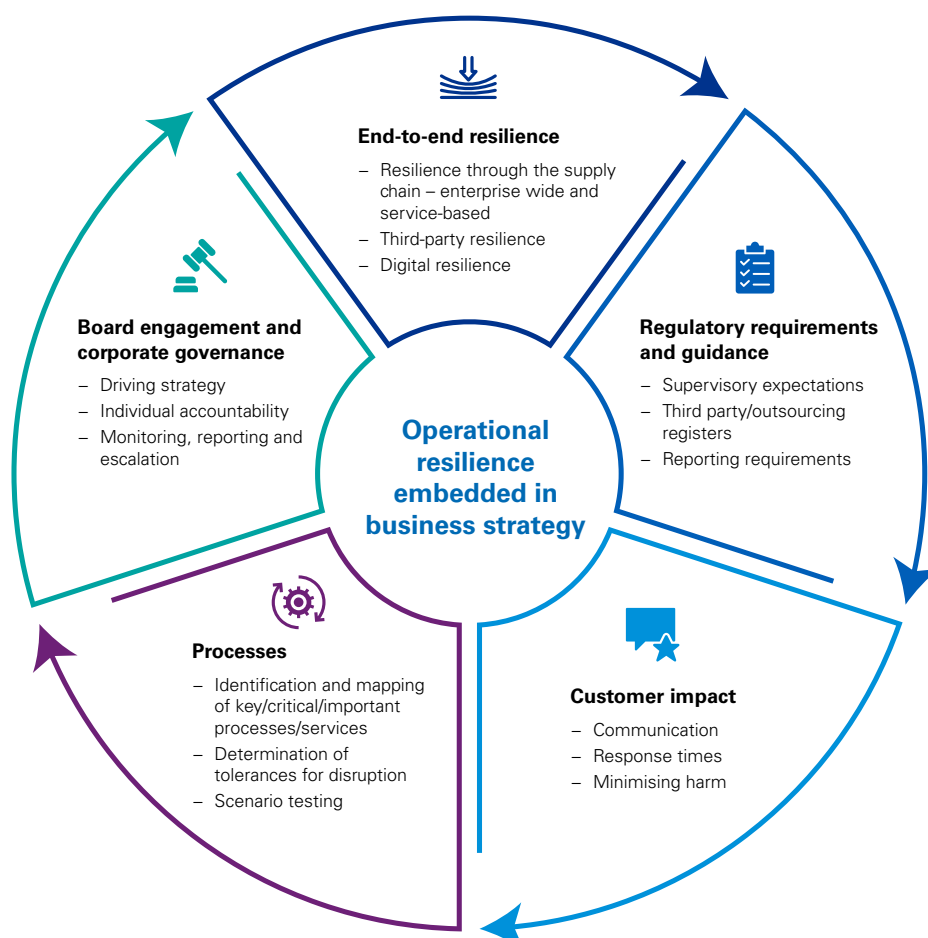 End-to-end resilience
– Resilience through the supply
chain – enterprise wide and
service-based
– Third-party resilience
– Digital resilience
Regulatory requirements
and guidance
– Supervisory expectations
– Third party/outsourcing
registers
– Reporting requirements
Customer impact
– Communication
– Response times
– Minimising harm
Processes
– Identification and mapping
of key/critical/important
processes/services
– Determination of
tolerances for disruption
– Scenario testing
Board engagement and
corporate governance
– Driving strategy
– Individual accountability
– Monitoring, reporting and
escalation
Operational
resilience
embedded in
business strategy